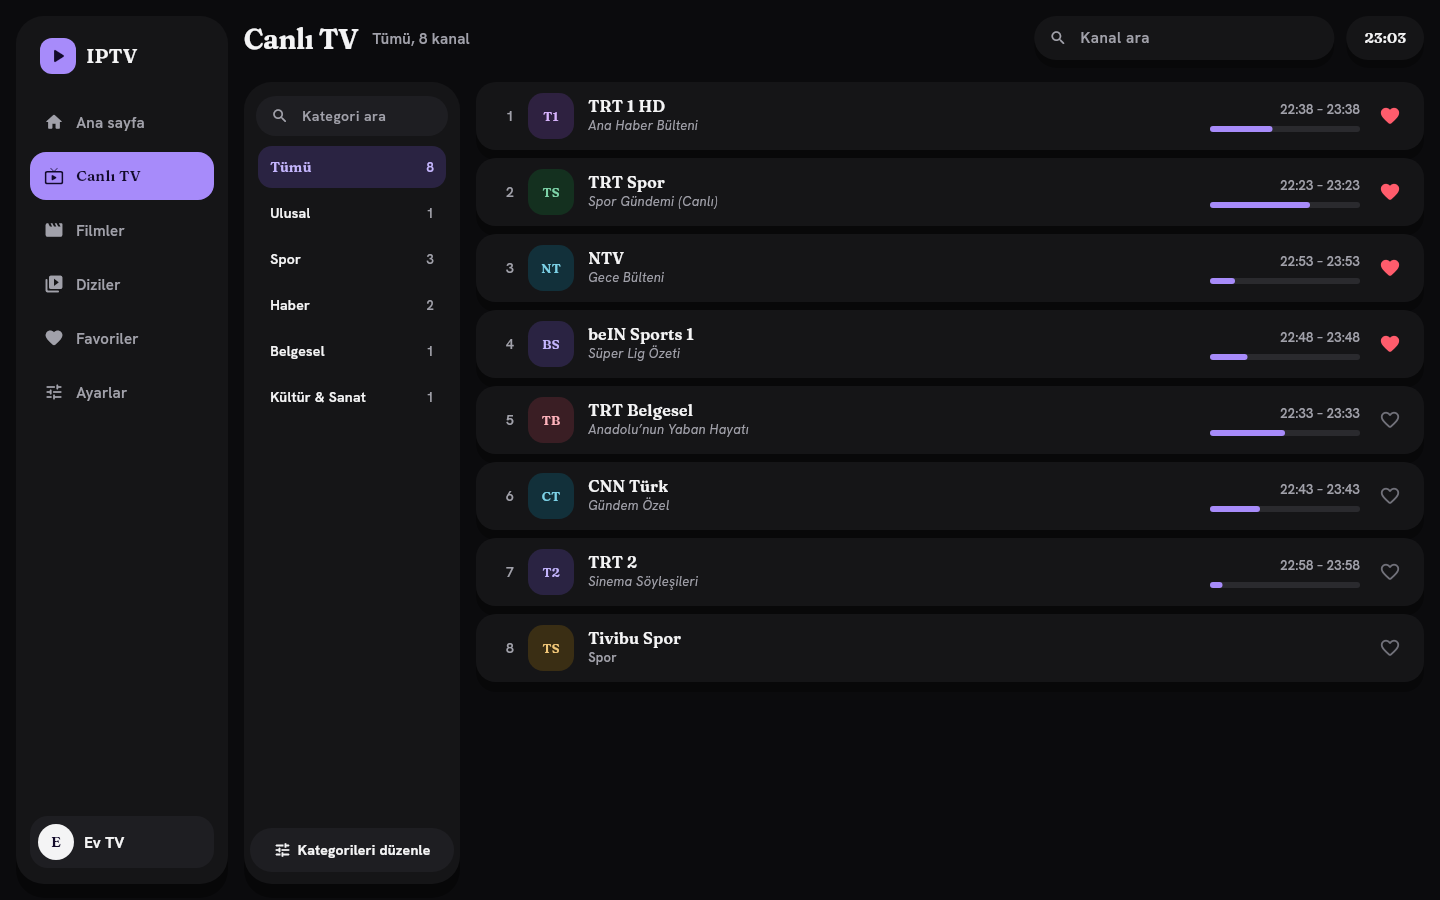 IPTV
Ana sayfa
Canlı TV
Filmler
Diziler
Favoriler
Ayarlar
E Ev TV
Canlı TV Tümü, 8 kanal
Kanal ara
23:03
Kategori ara
Tümü 8
Ulusal 1
Spor 3
Haber 2
Belgesel 1
Kültür & Sanat 1
Kategorileri düzenle
1 T1 TRT 1 HD
Ana Haber Bülteni
22:38 – 23:38
2 TS TRT Spor
Spor Gündemi (Canlı)
22:23 – 23:23
3 NT NTV
Gece Bülteni
22:53 – 23:53
4 BS beIN Sports 1
Süper Lig Özeti
22:48 – 23:48
5 TB TRT Belgesel
Anadolu’nun Yaban Hayatı
22:33 – 23:33
6 CT CNN Türk
Gündem Özel
22:43 – 23:43
7 T2 TRT 2
Sinema Söyleşileri
22:58 – 23:58
8 TS Tivibu Spor
Spor